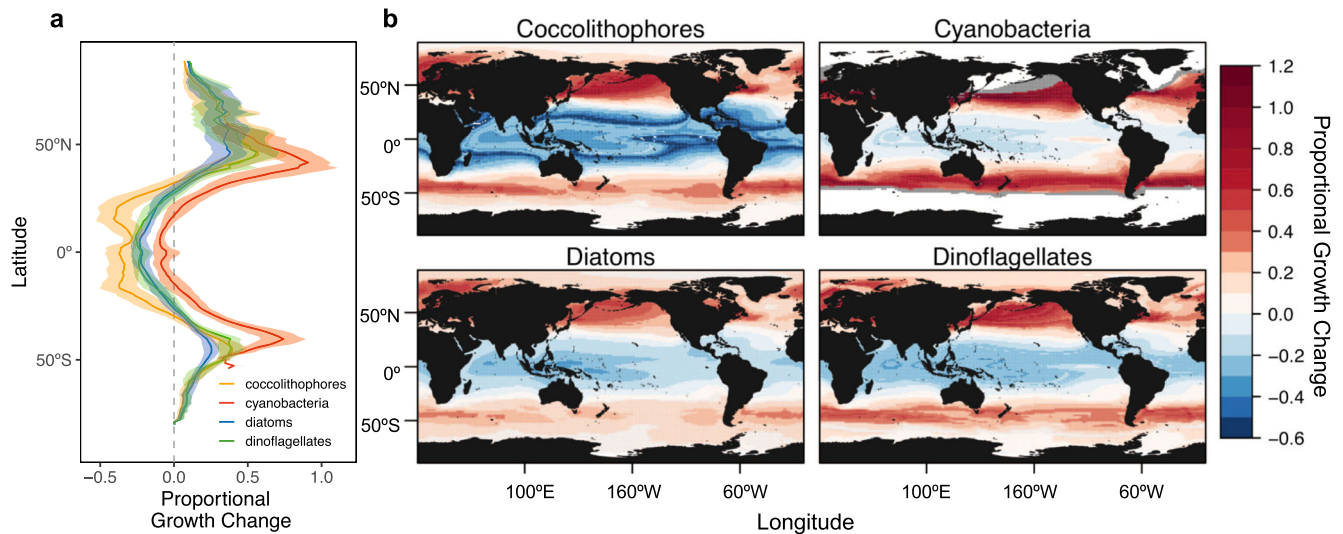 a
50ºN
0º
50ºS
Latitude
−0.5
0.0
0.5
1.0
Proportional
Growth Change
coccolithophores
cyanobacteria
diatoms
dinoflagellates
b
Coccolithophores
Cyanobacteria
50ºN
0º
50ºS
Diatoms
Dinoflagellates
50ºN
0º
50ºS
100ºE
160ºW
60ºW
100ºE
160ºW
60ºW
Longitude
1.2
1.0
0.8
0.6
0.4
0.2
0.0
−0.2
−0.4
−0.6
Proportional Growth Change